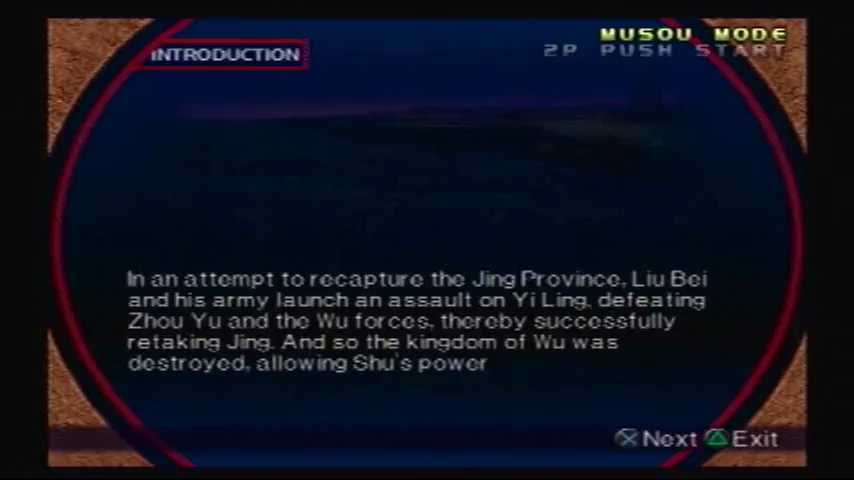 MUSOU MODE
INTRODUCTION
2P PUSH START
In an attempt to recapture the Jing Province, Liu Bei
and his army launch an assault on Yi Ling, defeating
Zhou Yu and the Wu forces, thereby successfully
retaking Jing. And so the kingdom of Wu was
destroyed, allowing Shu's power
Next Exit